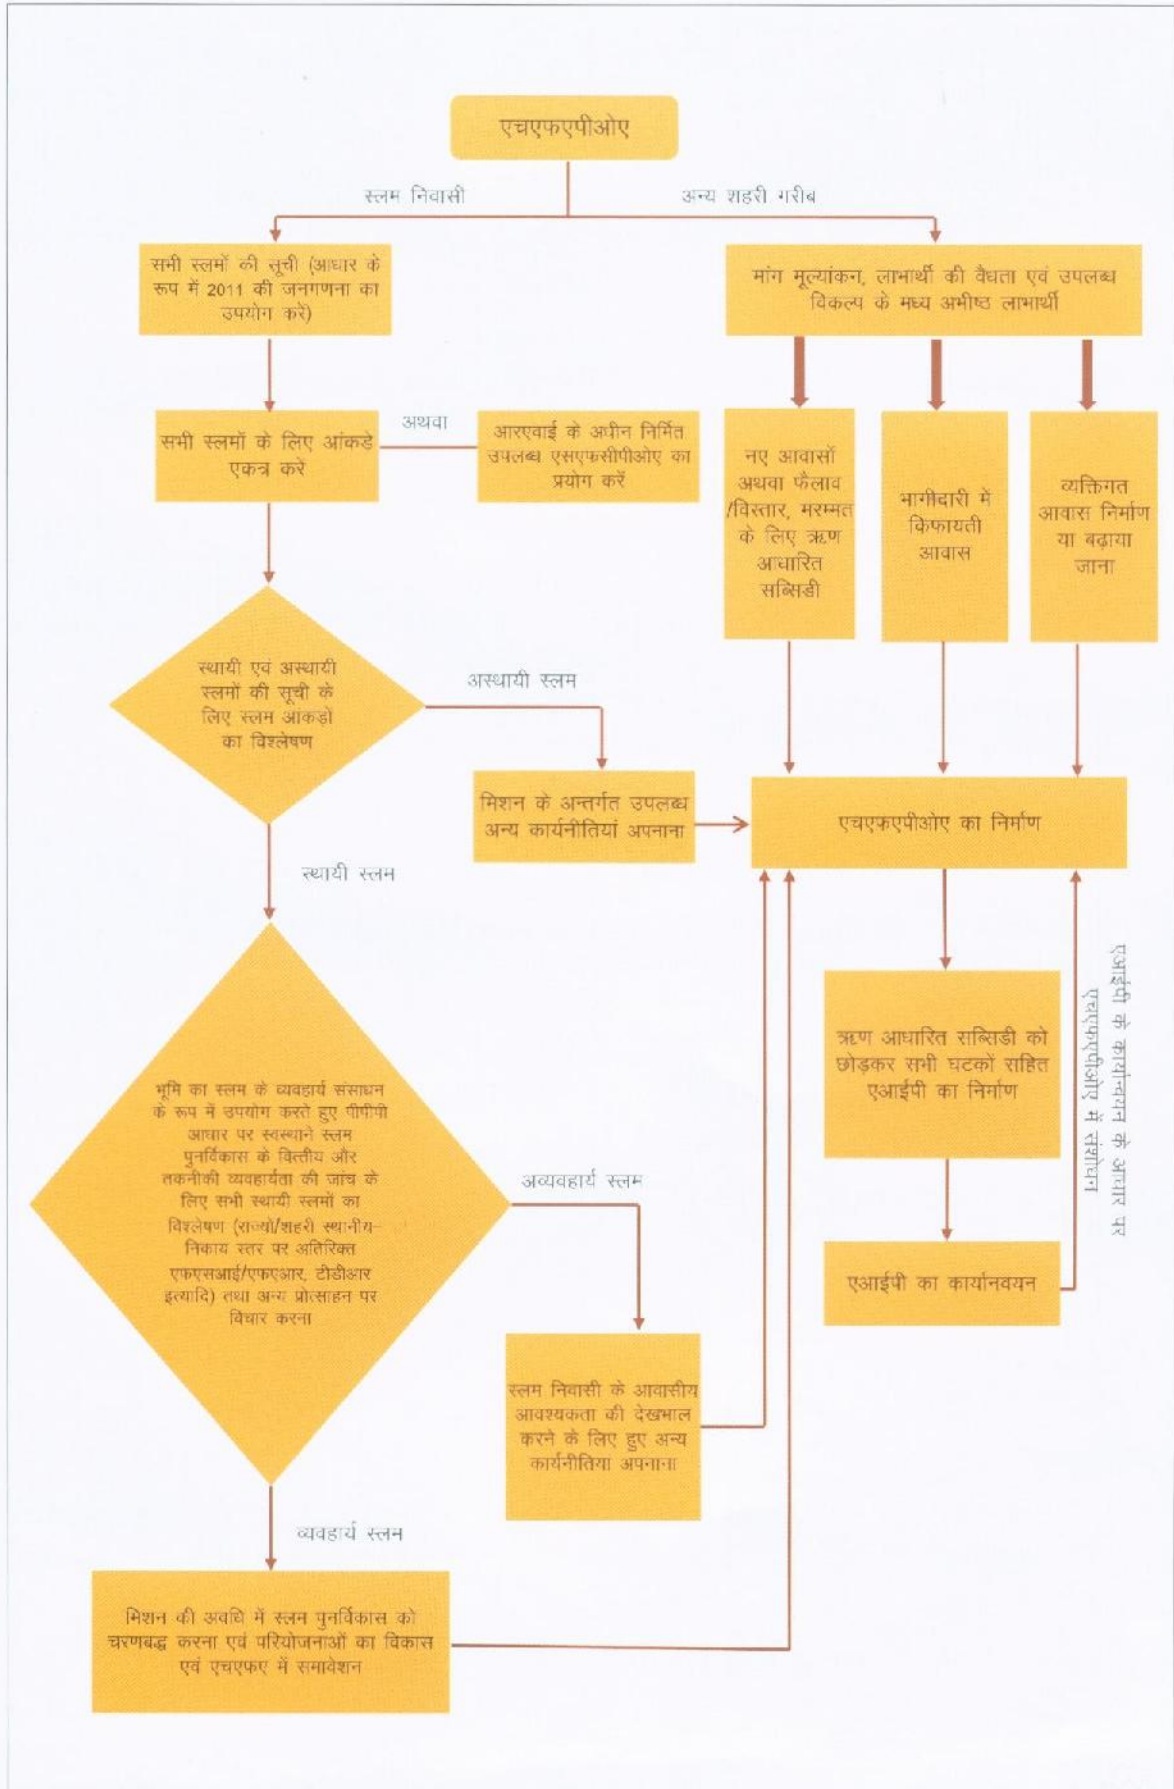 एचएफएपीओए
स्लम निवासी
अन्य शहरी गरीब
सभी स्लमों की सूची (आधार के
रूप में 2011 की जनगणना का
उपयोग करें)
मांग मूल्यांकन, लाभार्थी की वैधता एवं उपलब्ध
विकल्प के मध्य अभीष्ठ लाभार्थी
सभी स्लमों के लिए आंकडे
एकत्र करें
अथवा
आरएवाई के अधीन निर्मित
उपलब्ध एसएफसीपीओए का
प्रयोग करें
नए आवासों
अथवा फैलाव
/विस्तार, मरम्मत
के लिए ऋण
आधारित
सब्सिडी
भागीदारी में
किफायती
आवास
व्यक्तिगत
आवास निर्माण
या बढ़ाया
जाना
स्थायी एवं अस्थायी
स्लमों की सूची के
लिए स्लम आंकड़ों
का विश्लेषण
अस्थायी स्लम
मिशन के अन्तर्गत उपलब्ध
अन्य कार्यनीतियां अपनाना
एचएफएपीओए का निर्माण
स्थायी स्लम
भूमि का स्लम के व्यवहार्य संसाधन
के रूप में उपयोग करते हुए पीपीपी
आधार पर स्वस्थाने स्लम
पुनर्विकास के वित्तीय और
तकनीकी व्यवहार्यता की जांच के
लिए सभी स्थायी स्लमों का
विश्लेषण (राज्यो/शहरी स्थानीय-
निकाय स्तर पर अतिरिक्त
एफएसआई/एफएआर, टीडीआर
इत्यादि) तथा अन्य प्रोत्साहन पर
विचार करना
अव्यवहार्य स्लम
ऋण आधारित सब्सिडी को
छोड़कर सभी घटकों सहित
एआईपी का निर्माण
एआईपी के कार्यान्वयन के आधार पर
एचएफएपीओए में संशोधन
एआईपी का कार्यानवयन
स्लम निवासी के आवासीय
आवश्यकता की देखभाल
करने के लिए हुए अन्य
कार्यनीतिया अपनाना
व्यवहार्य स्लम
मिशन की अवधि में स्लम पुनर्विकास को
चरणबद्ध करना एवं परियोजनाओं का विकास
एवं एचएफए में समावेशन